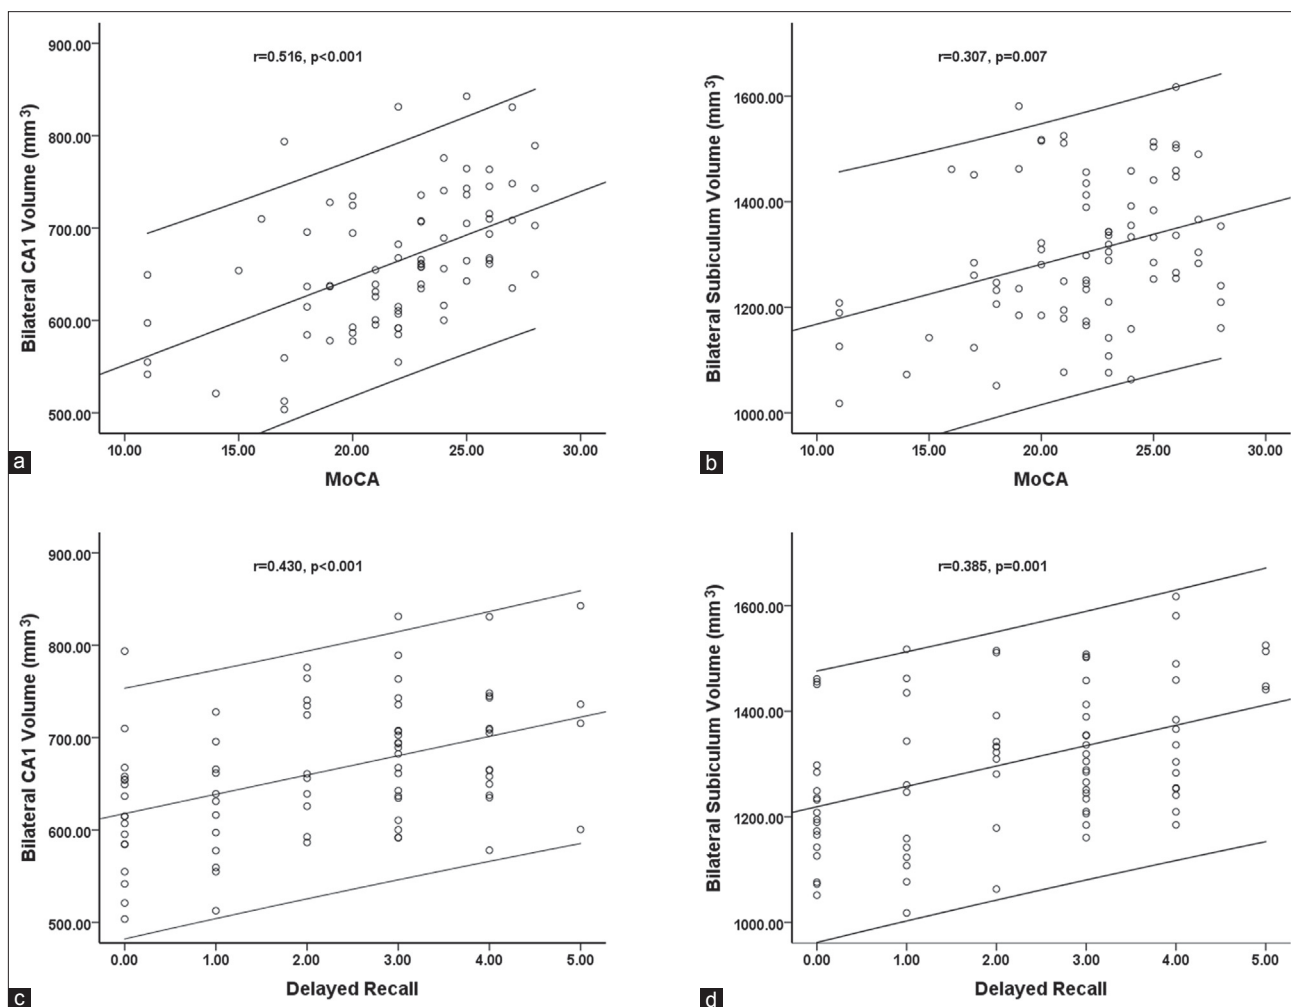 r=0.516, p<0.001
Bilateral CA1 Volume (mm³)
900.00
800.00
700.00
600.00
500.00
10.00 15.00 20.00 25.00 30.00
MoCA
a
r=0.307, p=0.007
Bilateral Subiculum Volume (mm³)
1600.00
1400.00
1200.00
1000.00
10.00 15.00 20.00 25.00 30.00
MoCA
b
r=0.430, p<0.001
Bilateral CA1 Volume (mm³)
900.00
800.00
700.00
600.00
500.00
0.00 1.00 2.00 3.00 4.00 5.00
Delayed Recall
c
r=0.385, p=0.001
Bilateral Subiculum Volume (mm³)
1600.00
1400.00
1200.00
1000.00
0.00 1.00 2.00 3.00 4.00 5.00
Delayed Recall
d